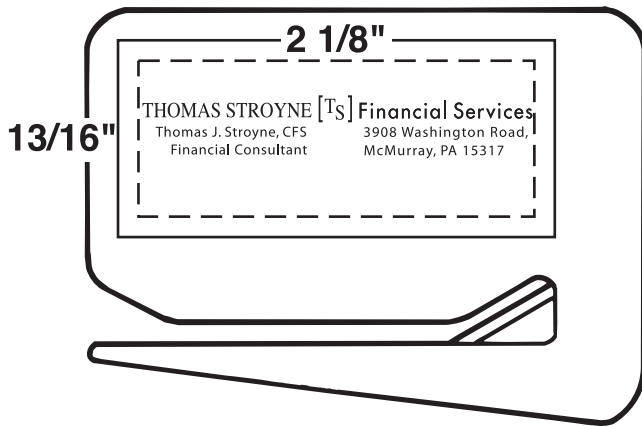 2 1/8"
13/16"
THOMAS STROYNE [TS] Financial Services
Thomas J. Stroyne, CFS 3908 Washington Road,
Financial Consultant McMurray, PA 15317